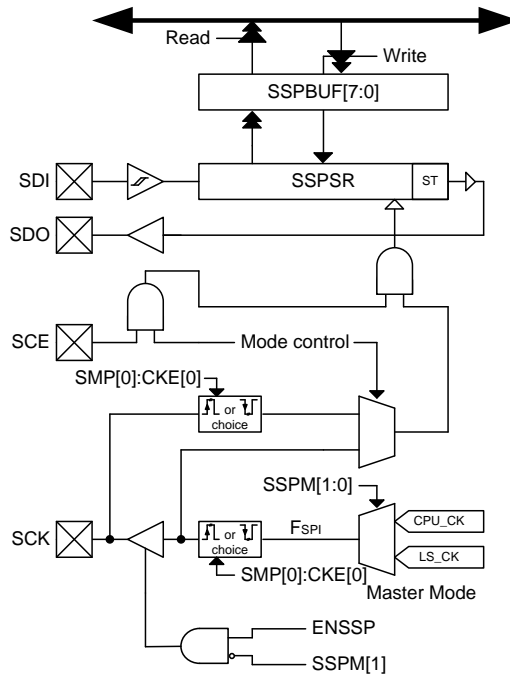 Read
Write
SSPBUF[7:0]
SDI
SSPSR
ST
SDO
SCE
Mode control
SMP[0]:CKE[0]
or
choice
SSPM[1:0]
SCK
or
choice
FSPI
CPU_CK
LS_CK
SMP[0]:CKE[0]
Master Mode
ENSSP
SSPM[1]